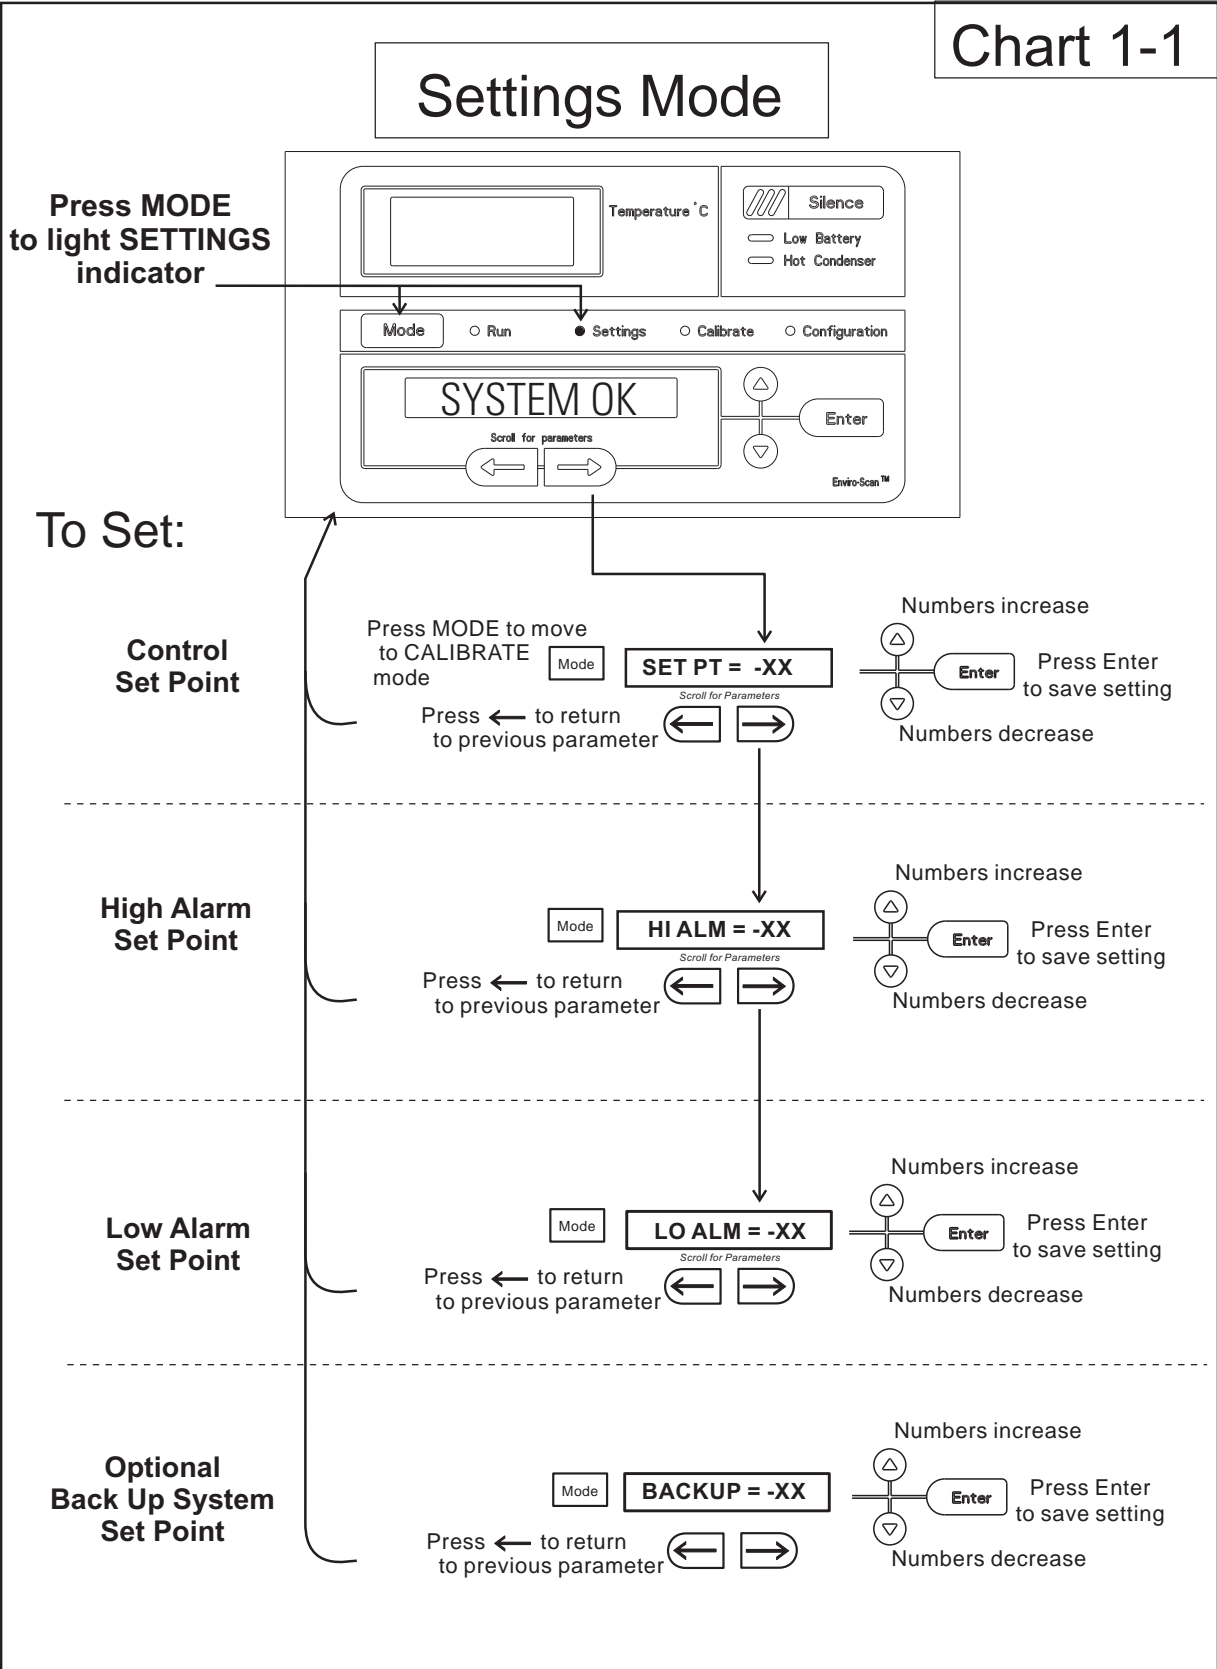 Chart 1-1
Settings Mode
Press MODE
to light SETTINGS
indicator
Temperature °C
Silence
Low Battery
Hot Condenser
Mode
Run
Settings
Calibrate
Configuration
SYSTEM OK
Scroll for parameters
Enter
Enviro-Scan TM
To Set:
Control
Set Point
Press MODE to move
to CALIBRATE
mode
Mode
SET PT = -XX
Scroll for Parameters
Press ← to return
to previous parameter
← →
Numbers increase
Enter
Press Enter
to save setting
Numbers decrease
High Alarm
Set Point
Mode
HI ALM = -XX
Scroll for Parameters
Press ← to return
to previous parameter
← →
Numbers increase
Enter
Press Enter
to save setting
Numbers decrease
Low Alarm
Set Point
Mode
LO ALM = -XX
Scroll for Parameters
Press ← to return
to previous parameter
← →
Numbers increase
Enter
Press Enter
to save setting
Numbers decrease
Optional
Back Up System
Set Point
Mode
BACKUP = -XX
Press ← to return
to previous parameter
← →
Numbers increase
Enter
Press Enter
to save setting
Numbers decrease